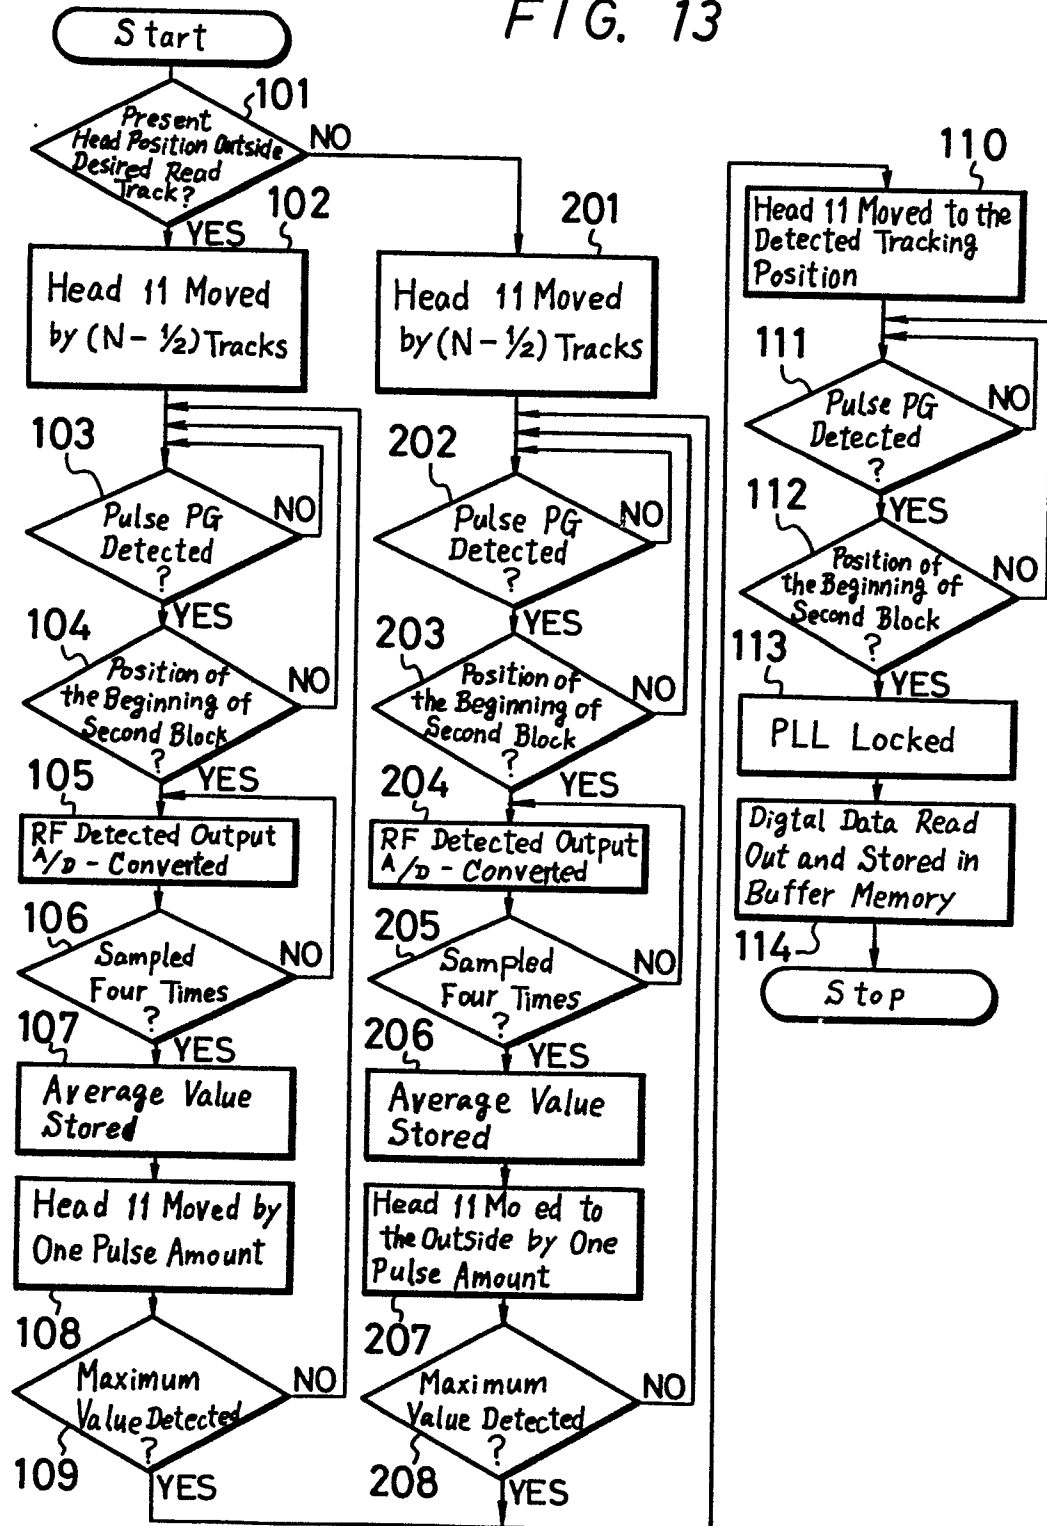 FIG. 13
Start
101
Present
Head Position Outside
Desired Read
Track?
NO
YES
102
Head 11 Moved
by (N - ½) Tracks
103
Pulse PG
Detected
?
NO
YES
104
Position of
the Beginning of
Second Block
?
NO
YES
105
RF Detected Output
A/D - Converted
106
Sampled
Four Times
?
NO
YES
107
Average Value
Stored
Head 11 Moved by
One Pulse Amount
108
Maximum
Value Detected
?
NO
109
YES
201
Head 11 Moved
by (N - ½) Tracks
202
Pulse PG
Detected
?
NO
YES
203
Position of
the Beginning of
Second Block
?
NO
YES
204
RF Detected Output
A/D - Converted
205
Sampled
Four Times
?
NO
YES
206
Average Value
Stored
Head 11 Mo ed to
the Outside by One
Pulse Amount
207
Maximum
Value Detected
?
NO
208
YES
110
Head 11 Moved to the
Detected Tracking
Position
111
Pulse PG
Detected
?
NO
YES
112
Position of
the Beginning of
Second Block
?
NO
YES
113
PLL Locked
Digtal Data Read
Out and Stored in
Buffer Memory
114
Stop